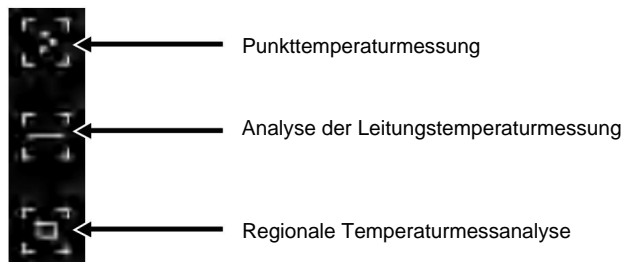 Punkttemperaturmessung
Analyse der Leitungstemperaturmessung
Regionale Temperaturmessanalyse